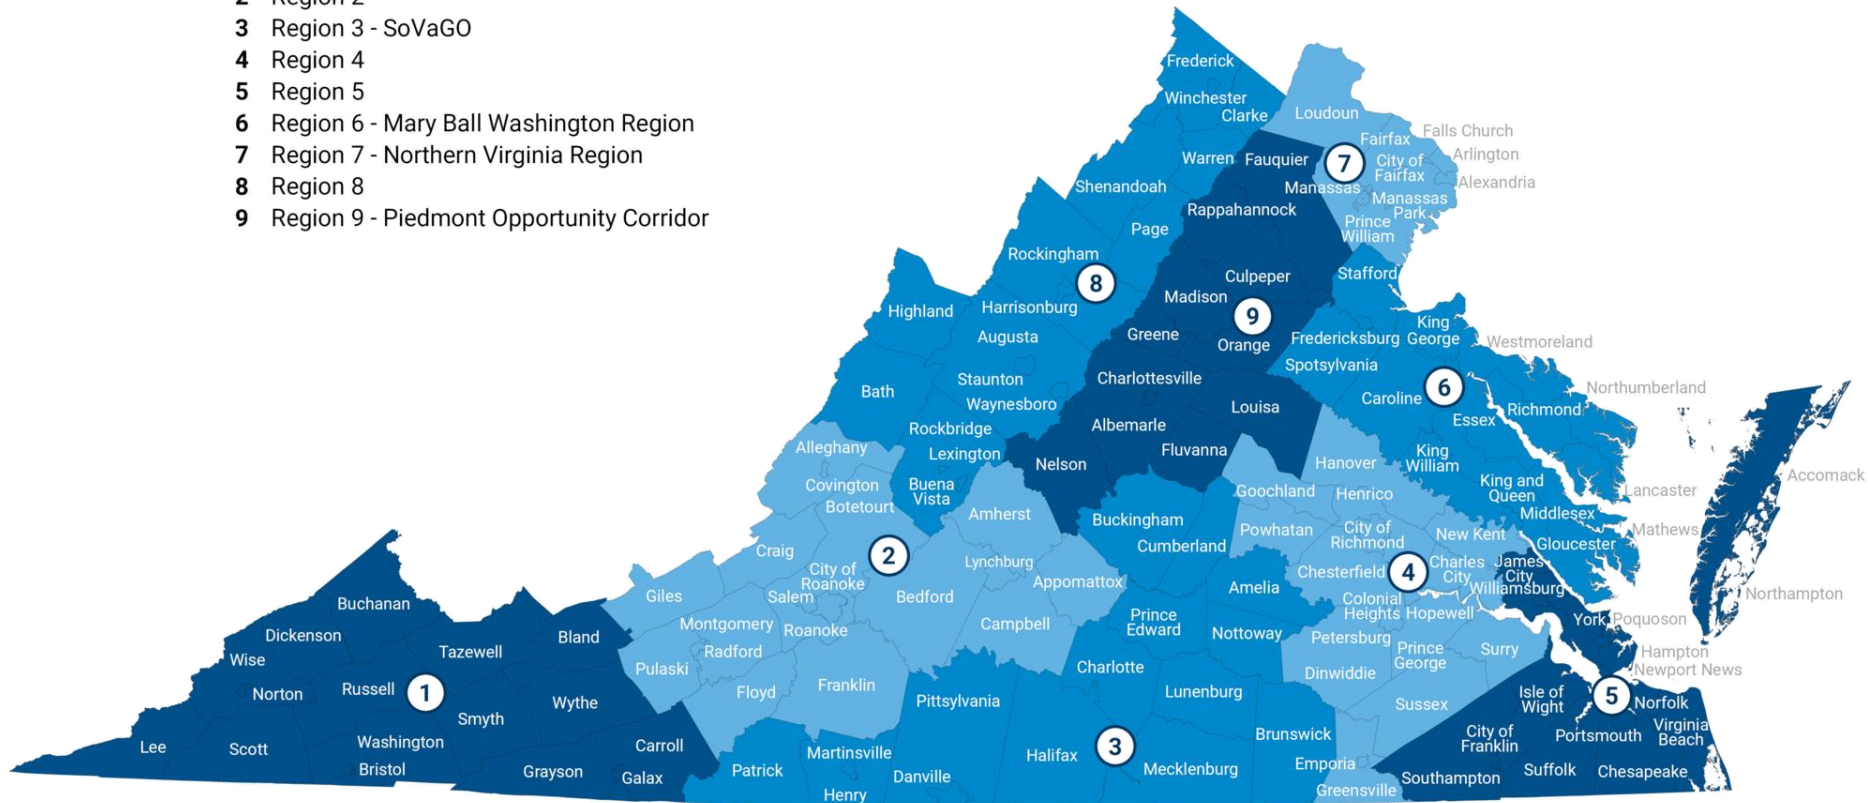 2 Region 2
3 Region 3 - SoVaGO
4 Region 4
5 Region 5
6 Region 6 - Mary Ball Washington Region
7 Region 7 - Northern Virginia Region
8 Region 8
9 Region 9 - Piedmont Opportunity Corridor
Frederick
Winchester
Clarke
Loudoun
Fairfax
Falls Church
Arlington
City of
Fairfax
Alexandria
7
Warren
Fauquier
Manassas
Manassas
Park
Prince
William
Shenandoah
Rappahannock
Page
Rockingham
8
Culpeper
Stafford
Madison
9
Highland
Harrisonburg
Augusta
Greene
Orange
Fredericksburg
King
George
Westmoreland
Spotsylvania
Bath
Staunton
Waynesboro
Charlottesville
Louisa
Caroline
6
Northumberland
Richmond
Essex
Rockbridge
Lexington
Albemarle
Fluvanna
Nelson
Alleghany
Covington
Botetourt
Buena
Vista
Amherst
Hanover
King
William
King and
Queen
Lancaster
Accomack
Goochland
Henrico
Middlesex
Mathews
Buckingham
Cumberland
Powhatan
City of
Richmond
New Kent
Gloucester
Craig
2
Lynchburg
Appomattox
City of
Roanoke
Salem
Bedford
Amelia
Chesterfield
4
Charles
City
James
City
Williamsburg
Northampton
Giles
Montgomery
Roanoke
Radford
Campbell
Prince
Edward
Nottoway
Colonial
Heights
Hopewell
York
Poquoson
Petersburg
Prince
George
Surry
Hampton
Newport News
Buchanan
Dickenson
Wise
Tazewell
Bland
Pulaski
Floyd
Franklin
Pittsylvania
Charlotte
Lunenburg
Dinwiddie
Sussex
Isle of
Wight
5
Norfolk
Norton
Russell
1
Smyth
Wythe
Virginia
Beach
Lee
Scott
Washington
Bristol
Carroll
Grayson
Galax
Patrick
Martinsville
Henry
Danville
Halifax
3
Mecklenburg
Brunswick
Emporia
Greensville
City of
Franklin
Portsmouth
Southampton
Suffolk
Chesapeake